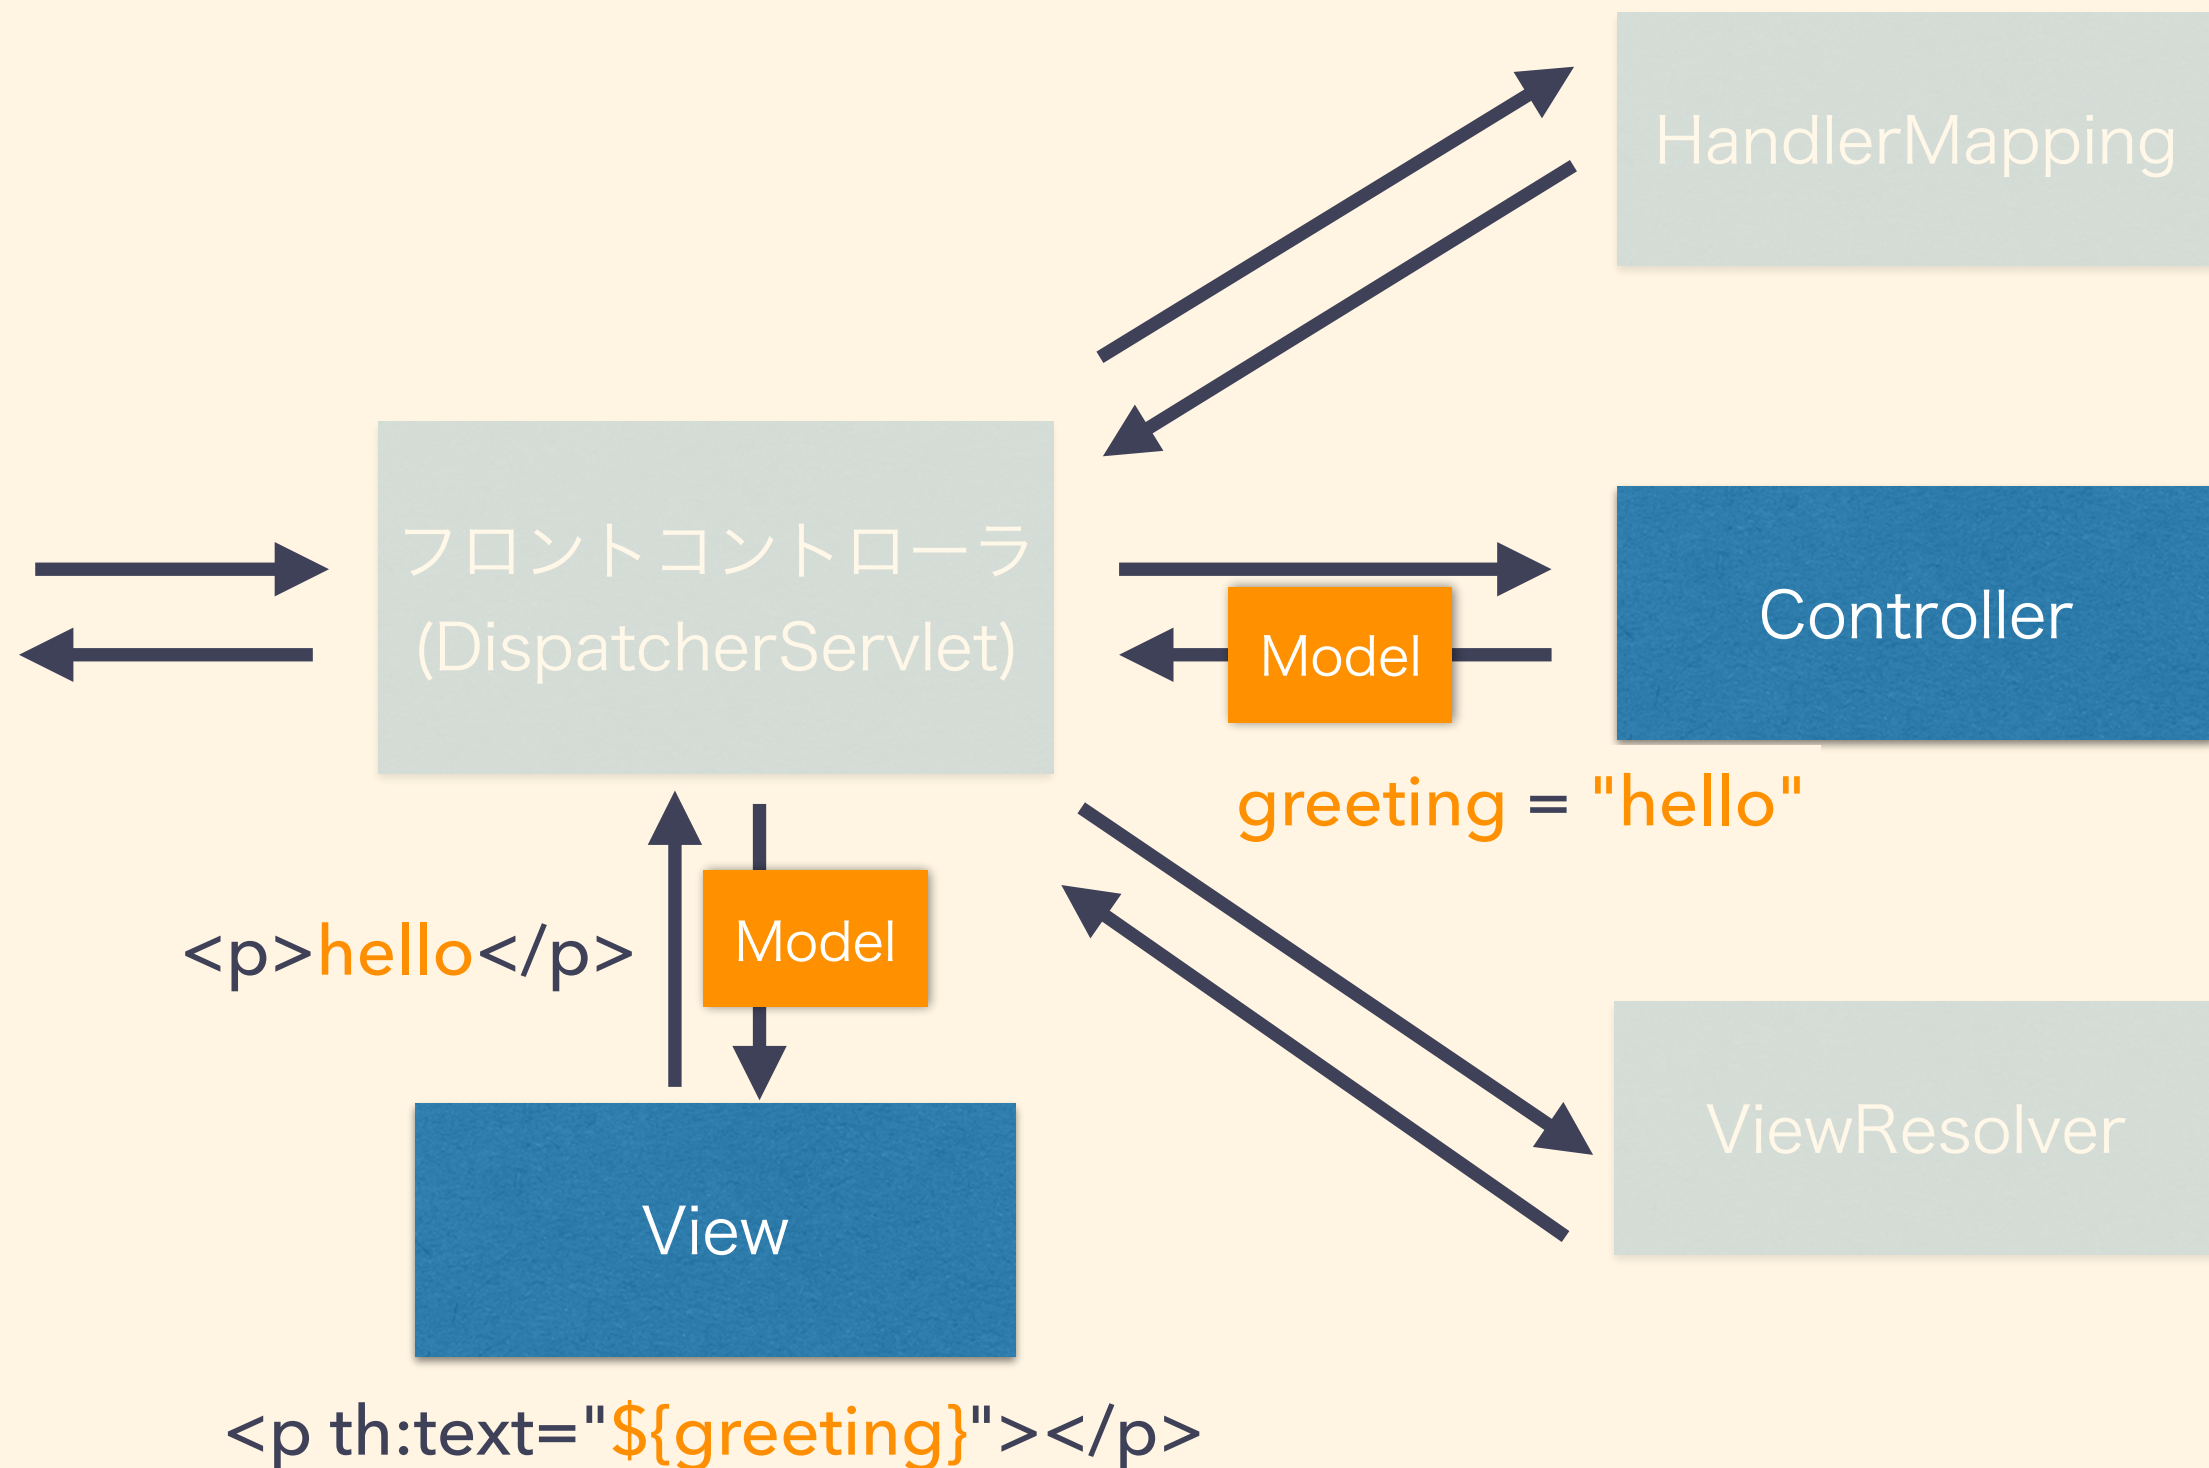 HandlerMapping
フロントコントローラ
(DispatcherServlet)
Controller
Model
greeting = "hello"
<p>hello</p>
Model
ViewResolver
View
<p th:text="${greeting}"></p>